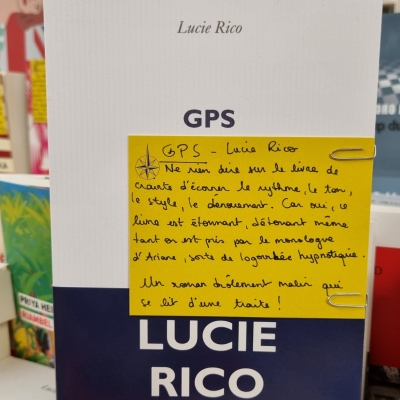 Lucie Rico
GPS
GPS - Lucie Rico
Ne rien dire sur le livre de
crainte d'écorner le rythme, le ton,
le style, le dénouement. Car oui, ce
livre est étonnant, détonant même
tant on est pris par le monologue
d'Ariane, sorte de logorrhée hypnotique.
Un roman drôlement malin qui
se lit d'une traite !
LUCIE
RICO
PRIYA HE